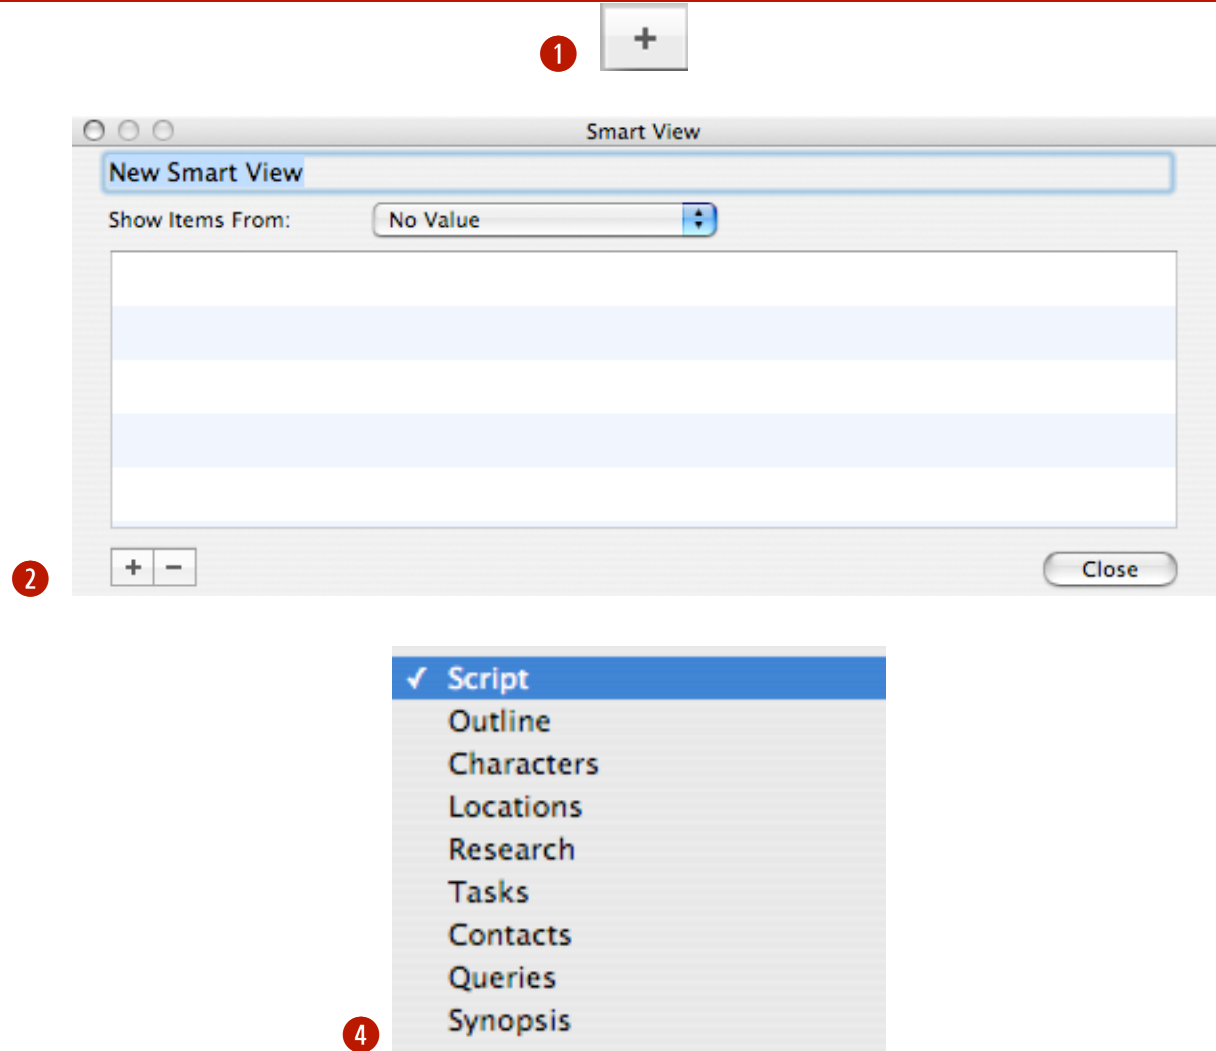 1 +
Smart View
New Smart View
Show Items From: No Value
2 + − Close
✓ Script
Outline
Characters
Locations
Research
Tasks
Contacts
Queries
4 Synopsis